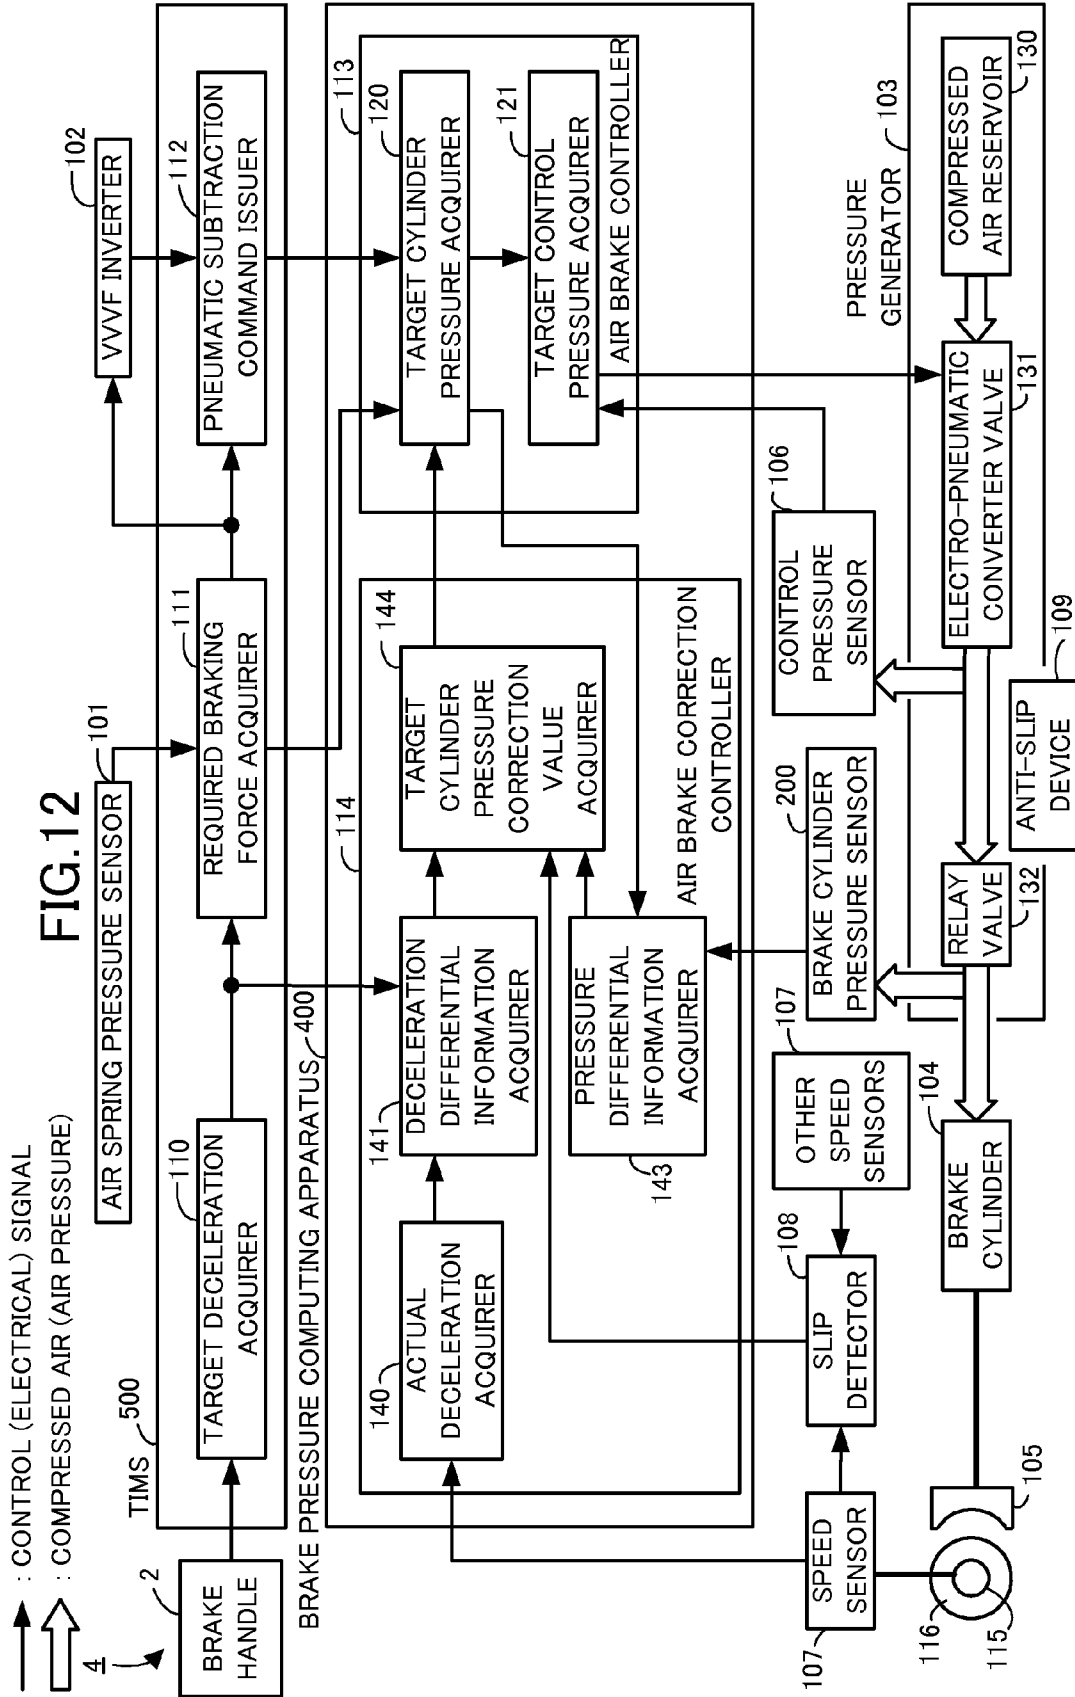 FIG.12
: CONTROL (ELECTRICAL) SIGNAL
: COMPRESSED AIR (AIR PRESSURE)
4
2
BRAKE
HANDLE
TIMS
500
110
TARGET DECELERATION
ACQUIRER
AIR SPRING PRESSURE SENSOR
101
111
REQUIRED BRAKING
FORCE ACQUIRER
VVVF INVERTER
102
112
PNEUMATIC SUBTRACTION
COMMAND ISSUER
BRAKE PRESSURE COMPUTING APPARATUS
400
114
140
ACTUAL
DECELERATION
ACQUIRER
141
DECELERATION
DIFFERENTIAL
INFORMATION
ACQUIRER
143
PRESSURE
DIFFERENTIAL
INFORMATION
ACQUIRER
144
TARGET
CYLINDER
PRESSURE
CORRECTION
VALUE
ACQUIRER
AIR BRAKE CORRECTION
CONTROLLER
113
120
TARGET CYLINDER
PRESSURE ACQUIRER
121
TARGET CONTROL
PRESSURE ACQUIRER
AIR BRAKE CONTROLLER
107
SPEED
SENSOR
108
SLIP
DETECTOR
107
OTHER
SPEED
SENSORS
200
BRAKE CYLINDER
PRESSURE SENSOR
106
CONTROL
PRESSURE
SENSOR
PRESSURE
GENERATOR
103
116
115
105
104
BRAKE
CYLINDER
RELAY
VALVE
132
ANTI-SLIP
DEVICE
109
ELECTRO-PNEUMATIC
CONVERTER VALVE
131
COMPRESSED
AIR RESERVOIR
130